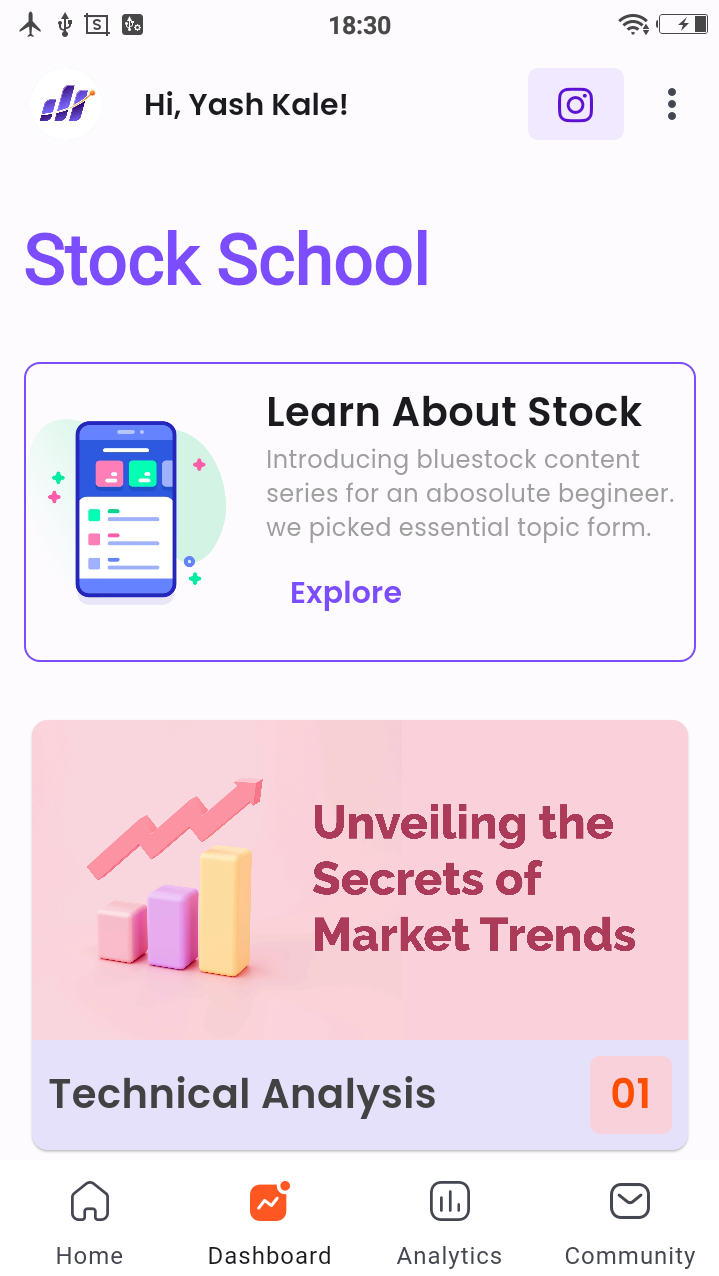 18:30
Hi, Yash Kale!
Stock School
Learn About Stock
Introducing bluestock content
series for an abosolute begineer.
we picked essential topic form.
Explore
Unveiling the
Secrets of
Market Trends
Technical Analysis
01
Home
Dashboard
Analytics
Community